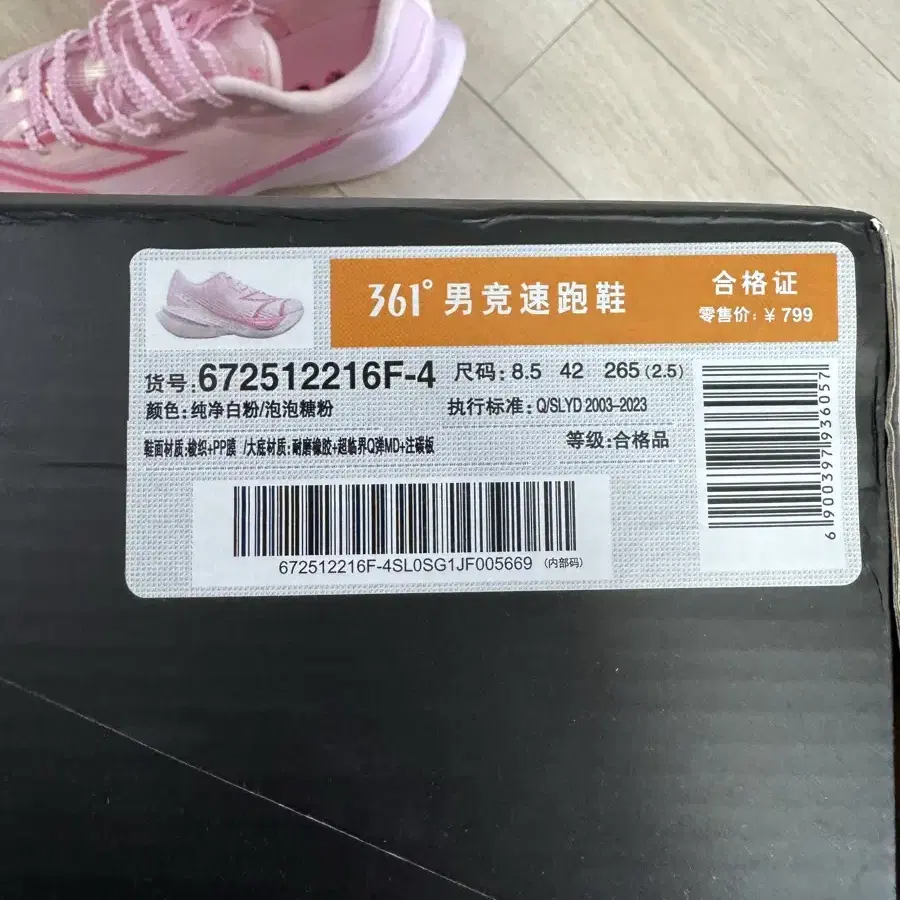 361° 男竞速跑鞋
合格证
零售价：¥ 799
货号：672512216F-4 尺码：8.5 42 265 (2.5)
颜色：纯净白粉/泡泡糖粉 执行标准：Q/SLYD 2003-2023
鞋面材质：梭织+PP膜 /大底材质：耐磨橡胶+超临界Q弹MD+注碳板 等级：合格品
672512216F-4SL0SG1JF005669 (内部码)
6900397936057